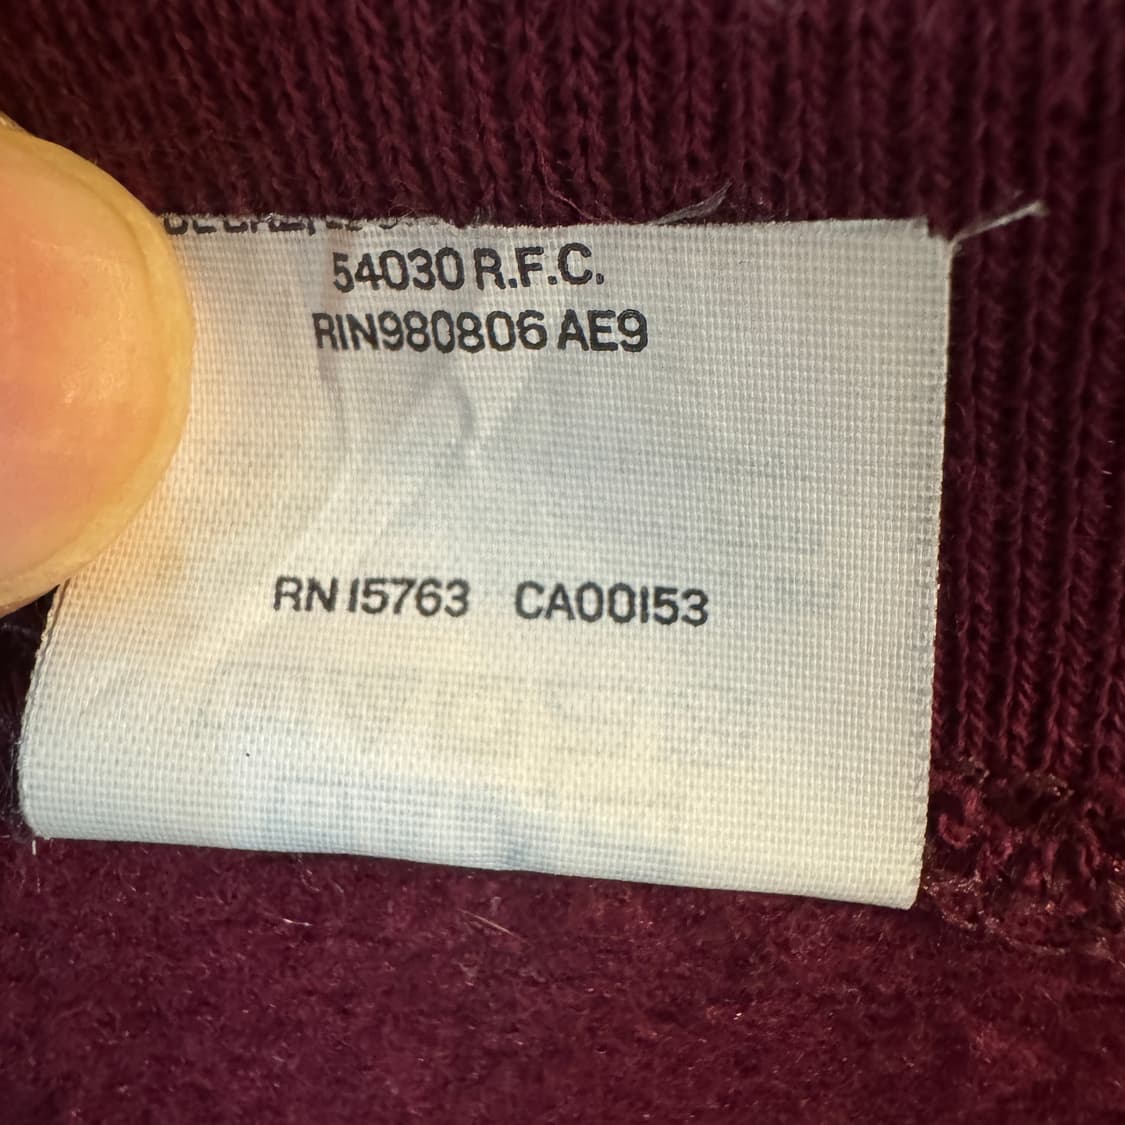 54030 R.F.C.
RIN980806 AE9
RN 15763 CA00153